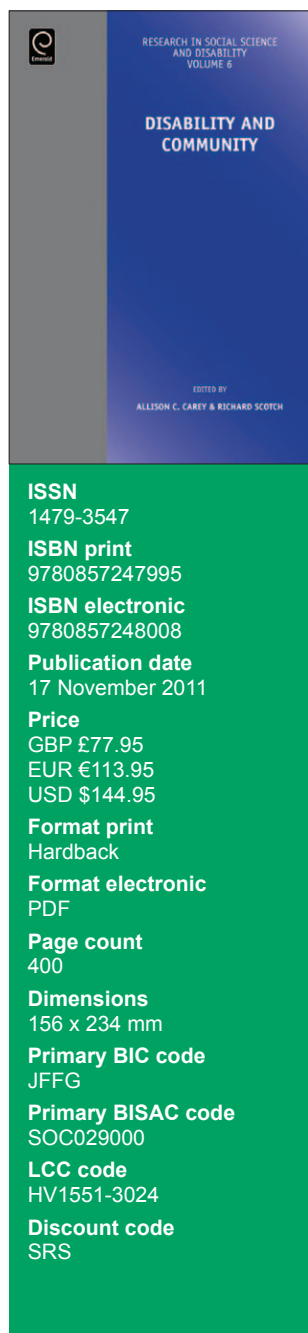 Emerald
RESEARCH IN SOCIAL SCIENCE
AND DISABILITY
VOLUME 6
DISABILITY AND
COMMUNITY
EDITED BY
ALLISON C. CAREY & RICHARD SCOTCH
ISSN
1479-3547
ISBN print
9780857247995
ISBN electronic
9780857248008
Publication date
17 November 2011
Price
GBP £77.95
EUR €113.95
USD $144.95
Format print
Hardback
Format electronic
PDF
Page count
400
Dimensions
156 x 234 mm
Primary BIC code
JFFG
Primary BISAC code
SOC029000
LCC code
HV1551-3024
Discount code
SRS